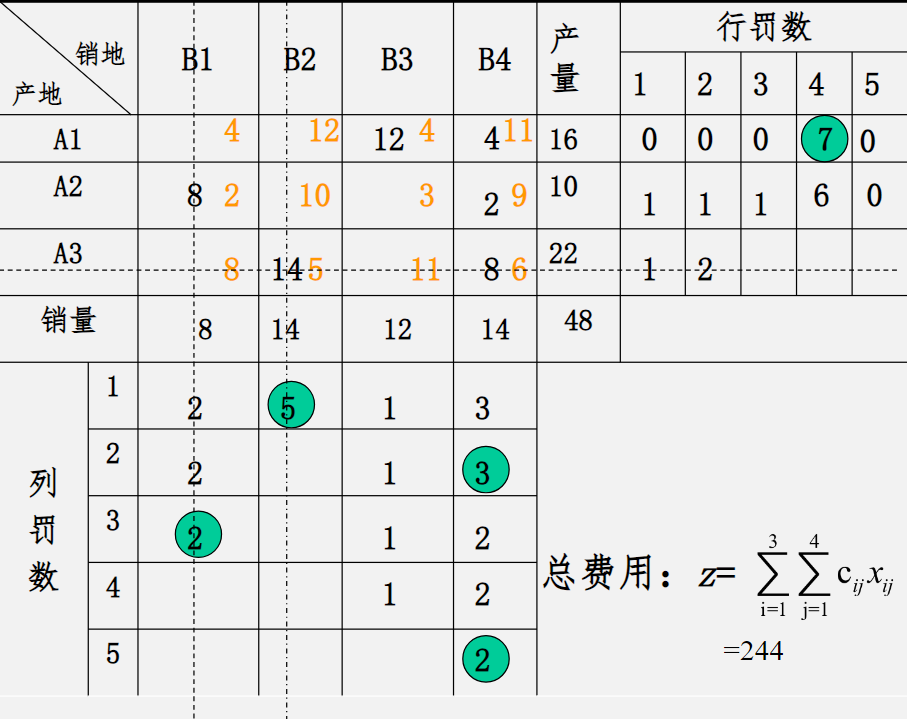 销地
产地
B1 B2 B3 B4 产量 行罚数
1 2 3 4 5
A1 4 12 12 4 4 11 16 0 0 0 7 0
A2 8 2 10 3 2 9 10 1 1 1 6 0
A3 8 14 5 11 8 6 22 1 2
销量 8 14 12 14 48
列罚数
1 2 5 1 3
2 2 1 3
3 2 1 2
4 1 2
5 2
总费用：z= ∑_{i=1}^{3} ∑_{j=1}^{4} c_{ij}x_{ij}
=244